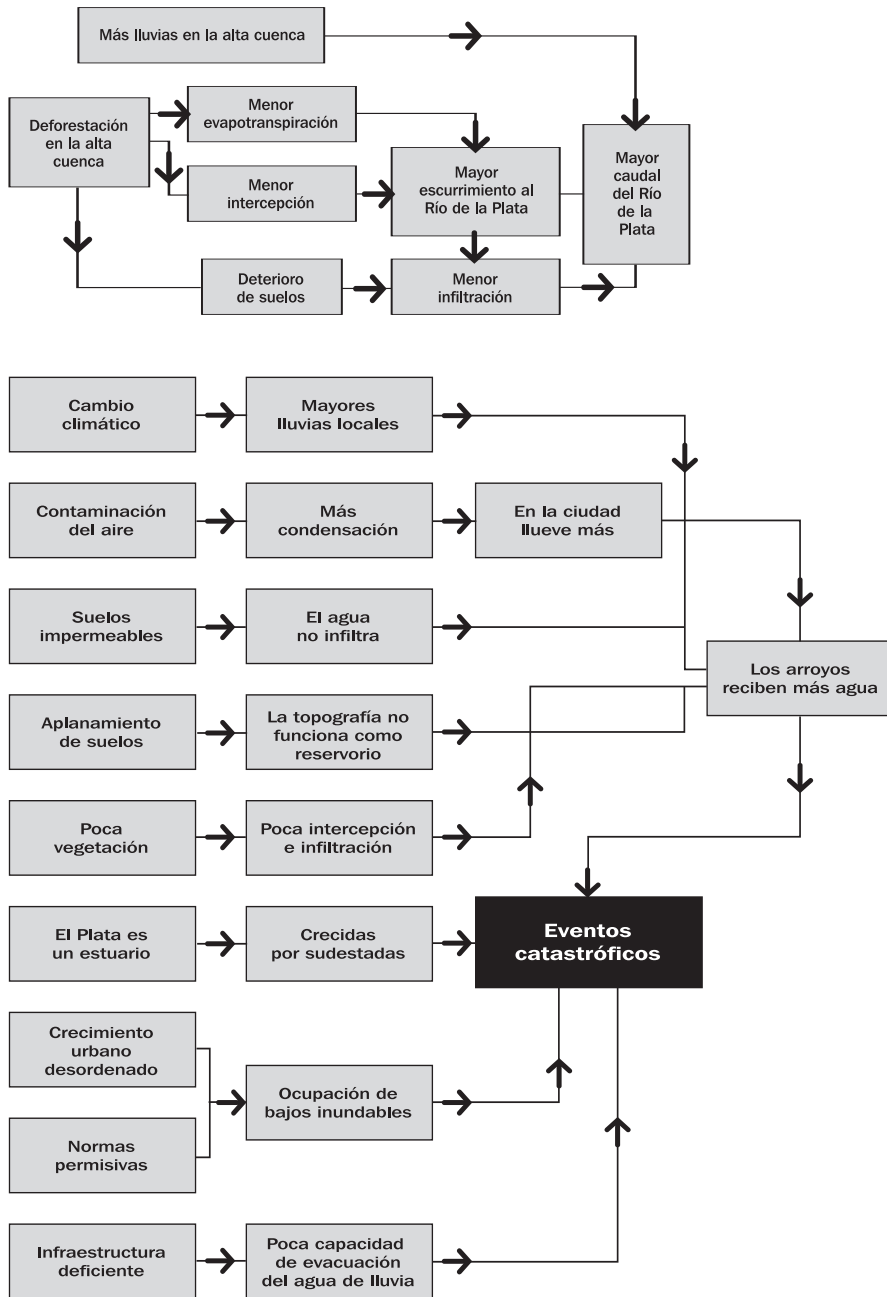 Más lluvias en la alta cuenca
Deforestación
en la alta
cuenca
Menor
evapotranspiración
Menor
intercepción
Mayor
escurrimiento al
Río de la Plata
Mayor
caudal
del Río
de la
Plata
Deterioro
de suelos
Menor
infiltración
Cambio
climático
Mayores
lluvias locales
Contaminación
del aire
Más
condensación
En la ciudad
llueve más
Suelos
impermeables
El agua
no infiltra
Los arroyos
reciben más agua
Aplanamiento
de suelos
La topografía no
funciona como
reservorio
Poca
vegetación
Poca intercepción
e infiltración
El Plata es
un estuario
Crecidas
por sudestadas
Eventos
catastróficos
Crecimiento
urbano
desordenado
Ocupación de
bajos inundables
Normas
permisivas
Infraestructura
deficiente
Poca capacidad
de evacuación
del agua de lluvia